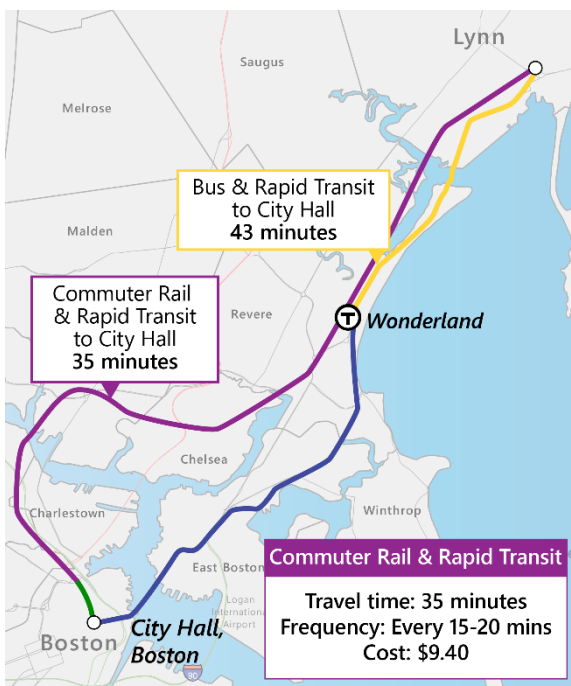 Lynn
Saugus
Melrose
Bus & Rapid Transit
to City Hall
43 minutes
Malden
Commuter Rail
& Rapid Transit
to City Hall
35 minutes
Revere
T
Wonderland
Chelsea
Charlestown
Winthrop
East Boston
Logan
International
Airport
Boston
City Hall,
Boston
90
Commuter Rail & Rapid Transit
Travel time: 35 minutes
Frequency: Every 15-20 mins
Cost: $9.40